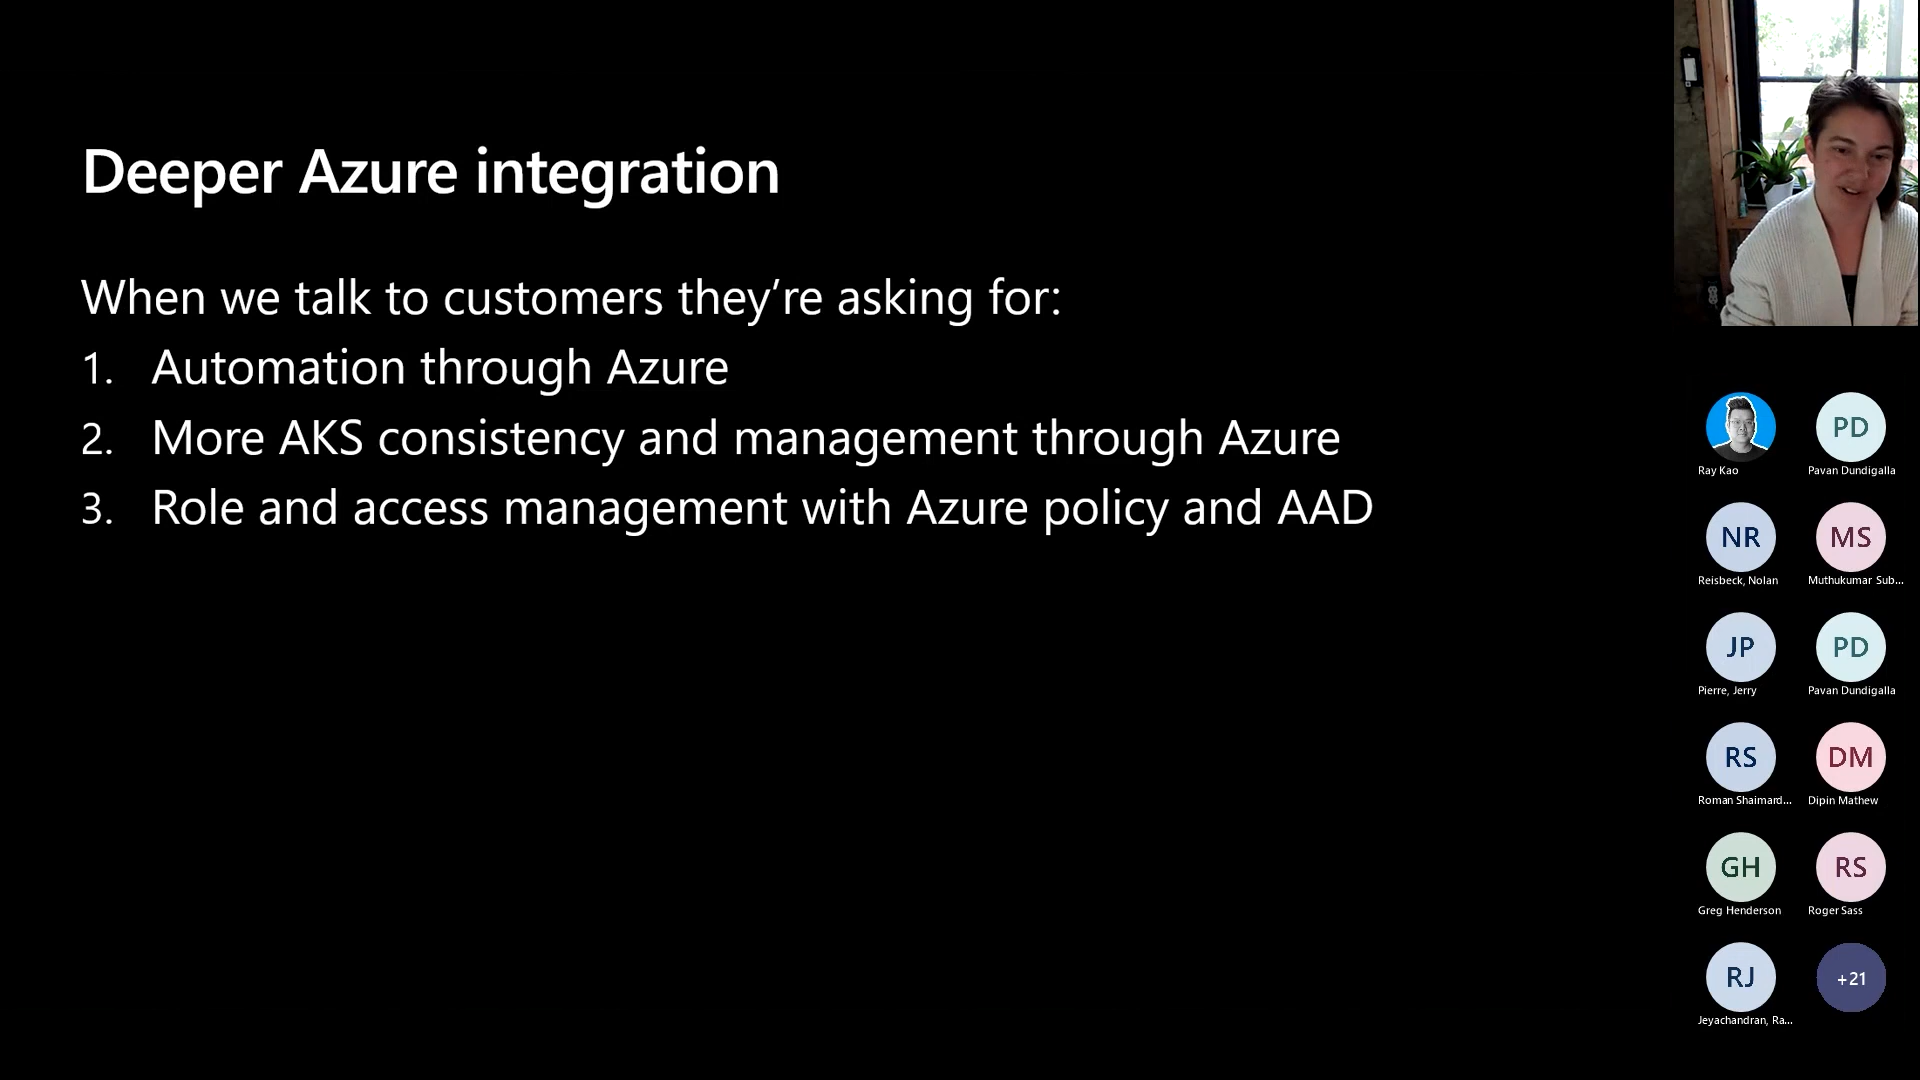 Deeper Azure integration
When we talk to customers they’re asking for:
1. Automation through Azure
2. More AKS consistency and management through Azure
3. Role and access management with Azure policy and AAD
Ray Kao
PD
Pavan Dundigalla
NR
Reisbeck, Nolan
MS
Muthukumar Sub...
JP
Pierre, Jerry
PD
Pavan Dundigalla
RS
Roman Shaimard...
DM
Dipin Mathew
GH
Greg Henderson
RS
Roger Sass
RJ
Jeyachandran, Ra...
+21